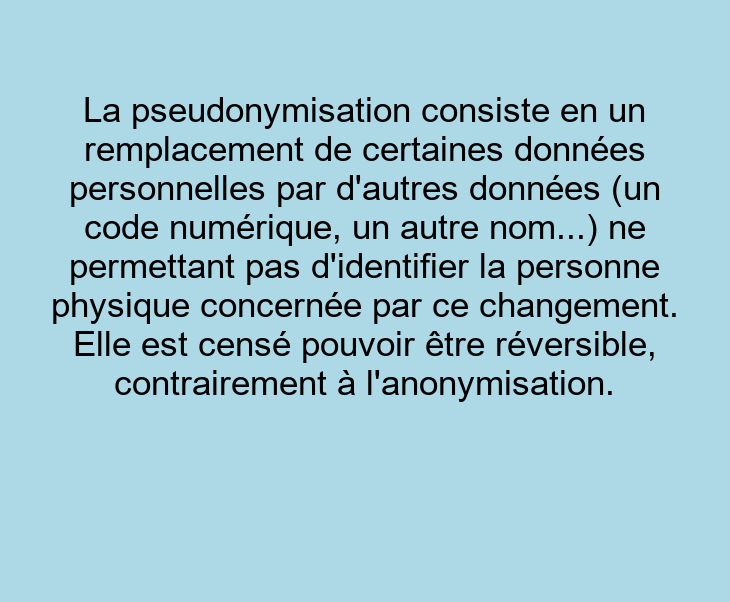 La pseudonymisation consiste en un
remplacement de certaines données
personnelles par d'autres données (un
code numérique, un autre nom...) ne
permettant pas d'identifier la personne
physique concernée par ce changement.
Elle est censé pouvoir être réversible,
contrairement à l'anonymisation.